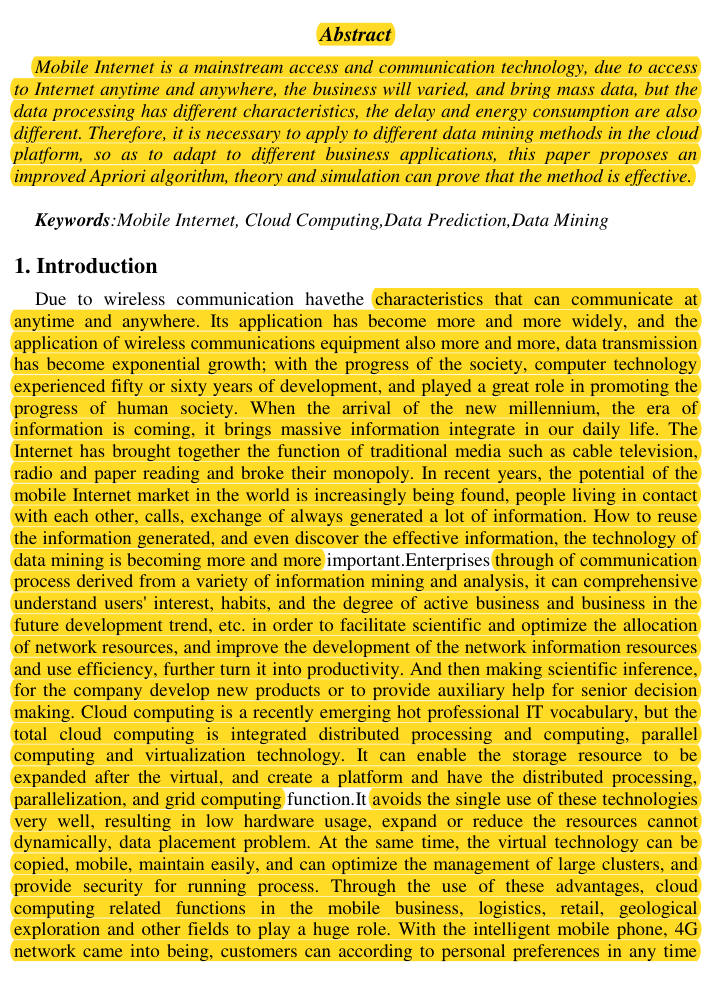 Abstract
Mobile Internet is a mainstream access and communication technology, due to access
to Internet anytime and anywhere, the business will varied, and bring mass data, but the
data processing has different characteristics, the delay and energy consumption are also
different. Therefore, it is necessary to apply to different data mining methods in the cloud
platform, so as to adapt to different business applications, this paper proposes an
improved Apriori algorithm, theory and simulation can prove that the method is effective.
Keywords:Mobile Internet, Cloud Computing,Data Prediction,Data Mining
1. Introduction
Due to wireless communication havethe characteristics that can communicate at
anytime and anywhere. Its application has become more and more widely, and the
application of wireless communications equipment also more and more, data transmission
has become exponential growth; with the progress of the society, computer technology
experienced fifty or sixty years of development, and played a great role in promoting the
progress of human society. When the arrival of the new millennium, the era of
information is coming, it brings massive information integrate in our daily life. The
Internet has brought together the function of traditional media such as cable television,
radio and paper reading and broke their monopoly. In recent years, the potential of the
mobile Internet market in the world is increasingly being found, people living in contact
with each other, calls, exchange of always generated a lot of information. How to reuse
the information generated, and even discover the effective information, the technology of
data mining is becoming more and more important.Enterprises through of communication
process derived from a variety of information mining and analysis, it can comprehensive
understand users' interest, habits, and the degree of active business and business in the
future development trend, etc. in order to facilitate scientific and optimize the allocation
of network resources, and improve the development of the network information resources
and use efficiency, further turn it into productivity. And then making scientific inference,
for the company develop new products or to provide auxiliary help for senior decision
making. Cloud computing is a recently emerging hot professional IT vocabulary, but the
total cloud computing is integrated distributed processing and computing, parallel
computing and virtualization technology. It can enable the storage resource to be
expanded after the virtual, and create a platform and have the distributed processing,
parallelization, and grid computing function.It avoids the single use of these technologies
very well, resulting in low hardware usage, expand or reduce the resources cannot
dynamically, data placement problem. At the same time, the virtual technology can be
copied, mobile, maintain easily, and can optimize the management of large clusters, and
provide security for running process. Through the use of these advantages, cloud
computing related functions in the mobile business, logistics, retail, geological
exploration and other fields to play a huge role. With the intelligent mobile phone, 4G
network came into being, customers can according to personal preferences in any time